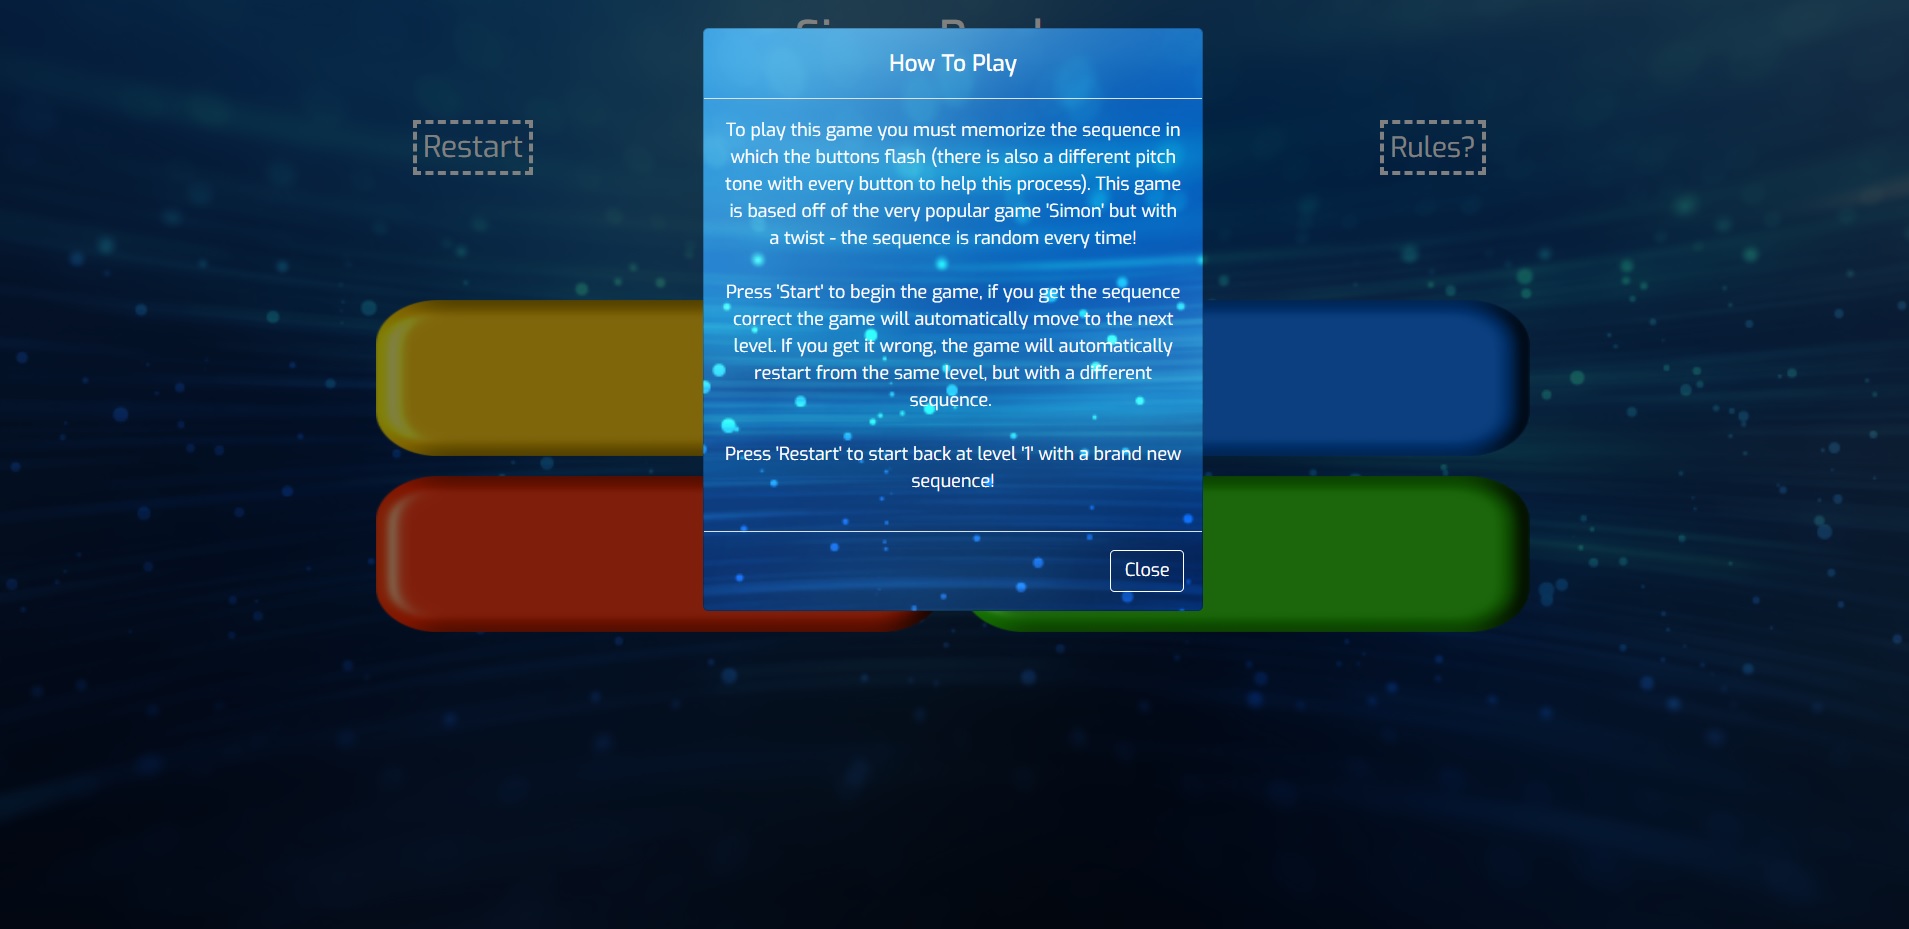 How To Play
Restart
Rules?
To play this game you must memorize the sequence in
which the buttons flash (there is also a different pitch
tone with every button to help this process). This game
is based off of the very popular game 'Simon' but with
a twist - the sequence is random every time!
Press 'Start' to begin the game, if you get the sequence
correct the game will automatically move to the next
level. If you get it wrong, the game will automatically
restart from the same level, but with a different
sequence.
Press 'Restart' to start back at level '1' with a brand new
sequence!
Close